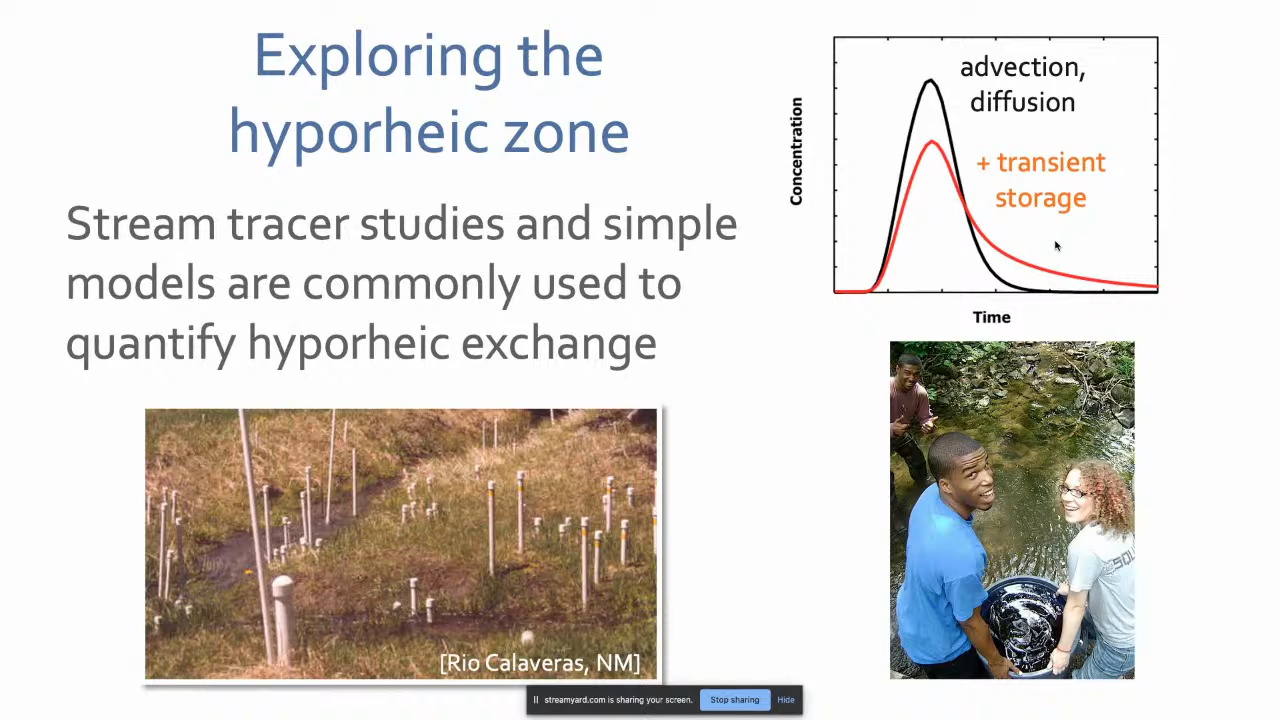 Exploring the
hyporheic zone
Stream tracer studies and simple
models are commonly used to
quantify hyporheic exchange
[Rio Calaveras, NM]
Concentration
advection,
diffusion
+ transient
storage
Time
streamyard.com is sharing your screen.
Stop sharing
Hide